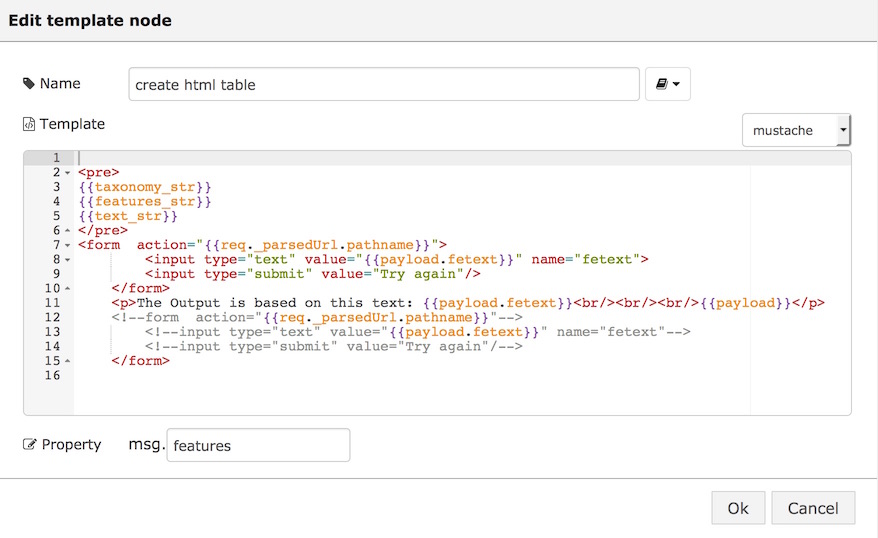 Edit template node
Name
create html table
Template
mustache
1
2 <pre>
3 {{taxonomy_str}}
4 {{features_str}}
5 {{text_str}}
6 </pre>
7 <form  action="{{req._parsedUrl.pathname}}">
8         <input type="text" value="{{payload.fetext}}" name="fetext">
9         <input type="submit" value="Try again"/>
10     </form>
11     <p>The Output is based on this text: {{payload.fetext}}<br/><br/><br/>{{payload}}</p>
12     <!--form  action="{{req._parsedUrl.pathname}}"-->
13         <!--input type="text" value="{{payload.fetext}}" name="fetext"-->
14         <!--input type="submit" value="Try again"/-->
15     </form>
16
Property msg. features
Ok Cancel